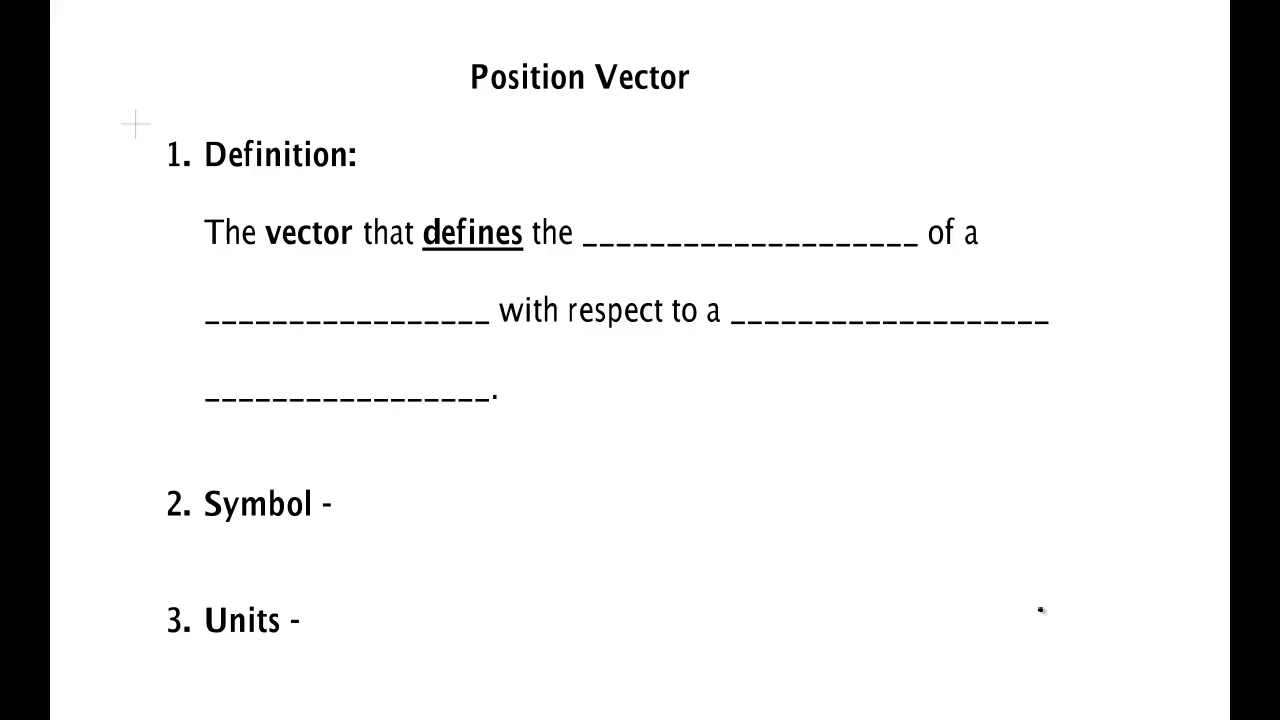 Position Vector
1. Definition:
The vector that defines the ____________________ of a
_________________ with respect to a ___________________
_________________.
2. Symbol -
3. Units -